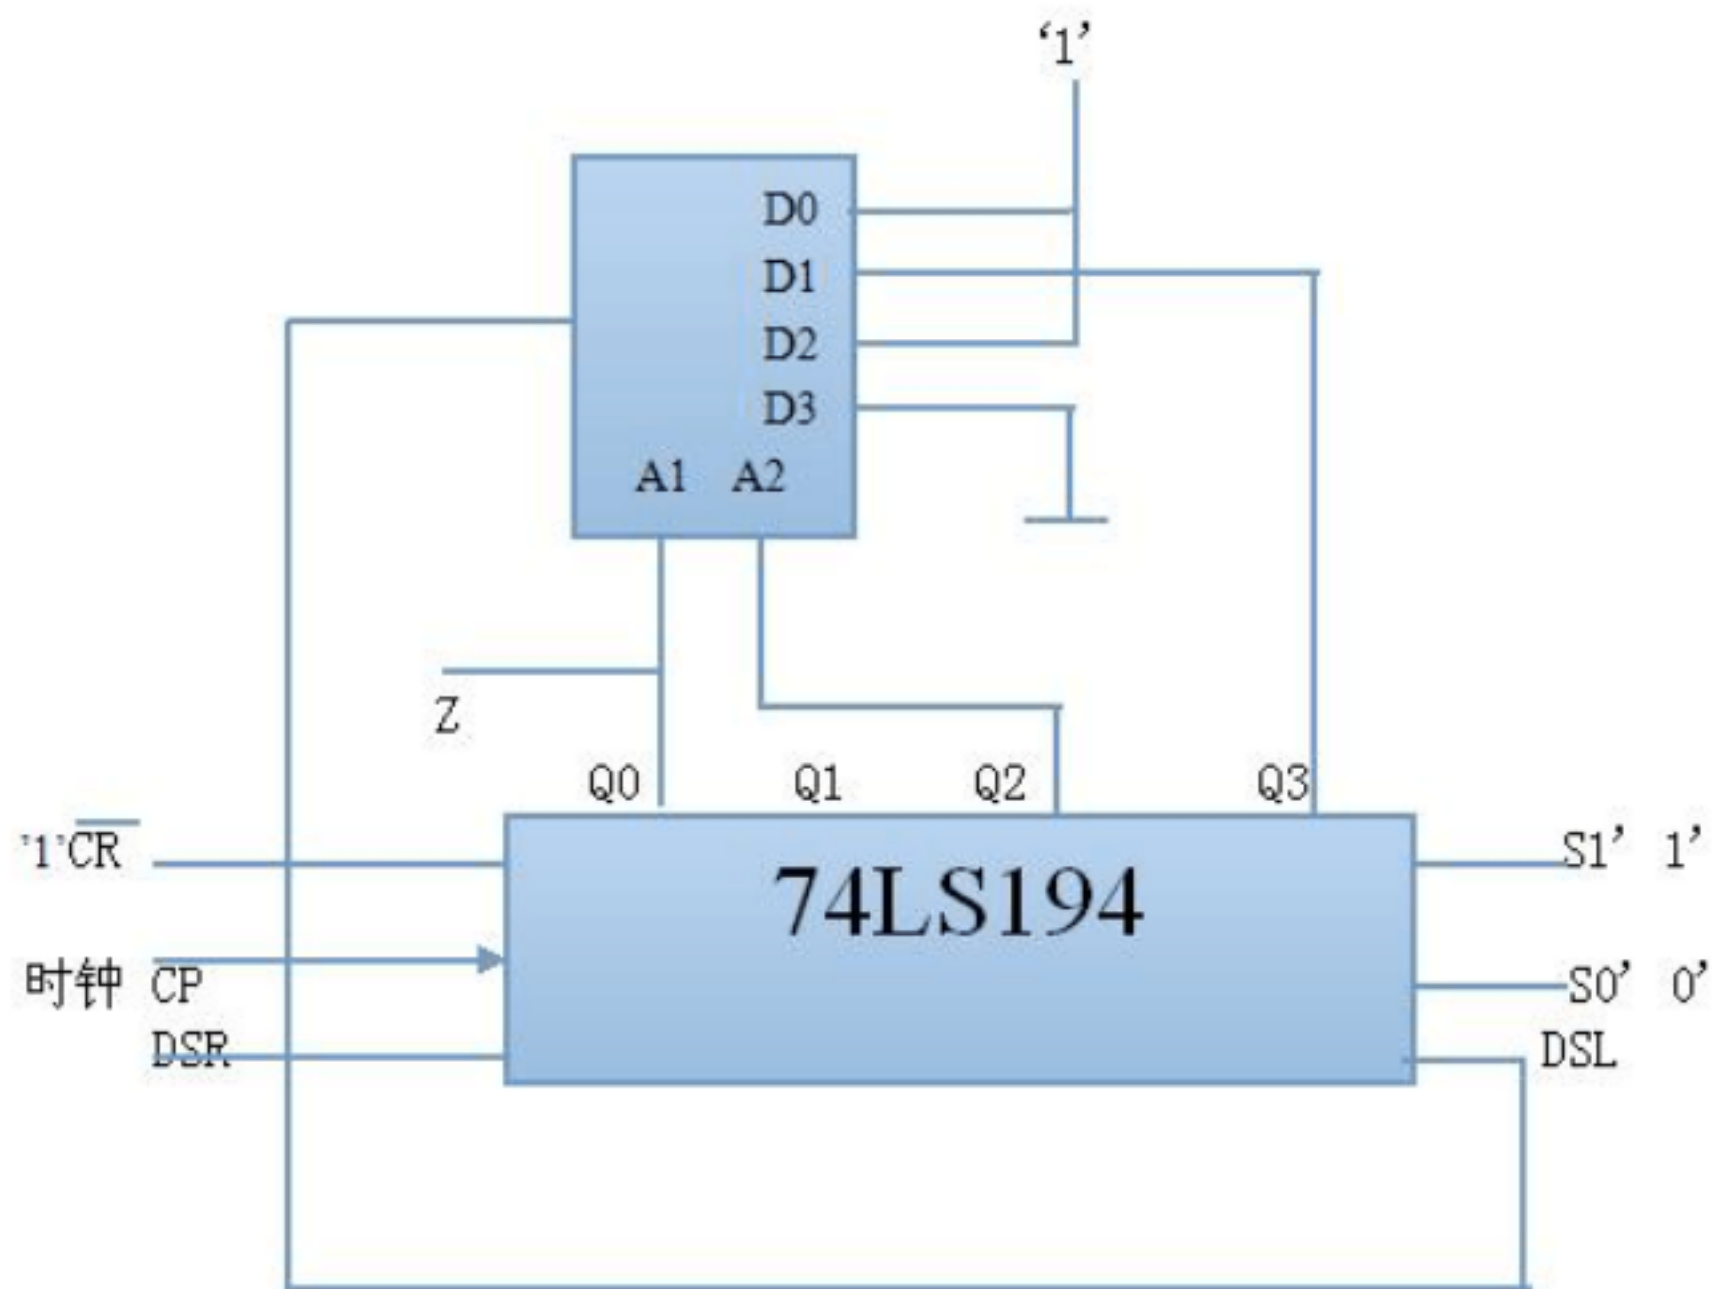 ‘1’
D0
D1
D2
D3
A1 A2
Z
Q0 Q1 Q2 Q3
'1'C̅R̅ S1’ 1’
74LS194
时钟 CP S0’ 0’
DSR DSL